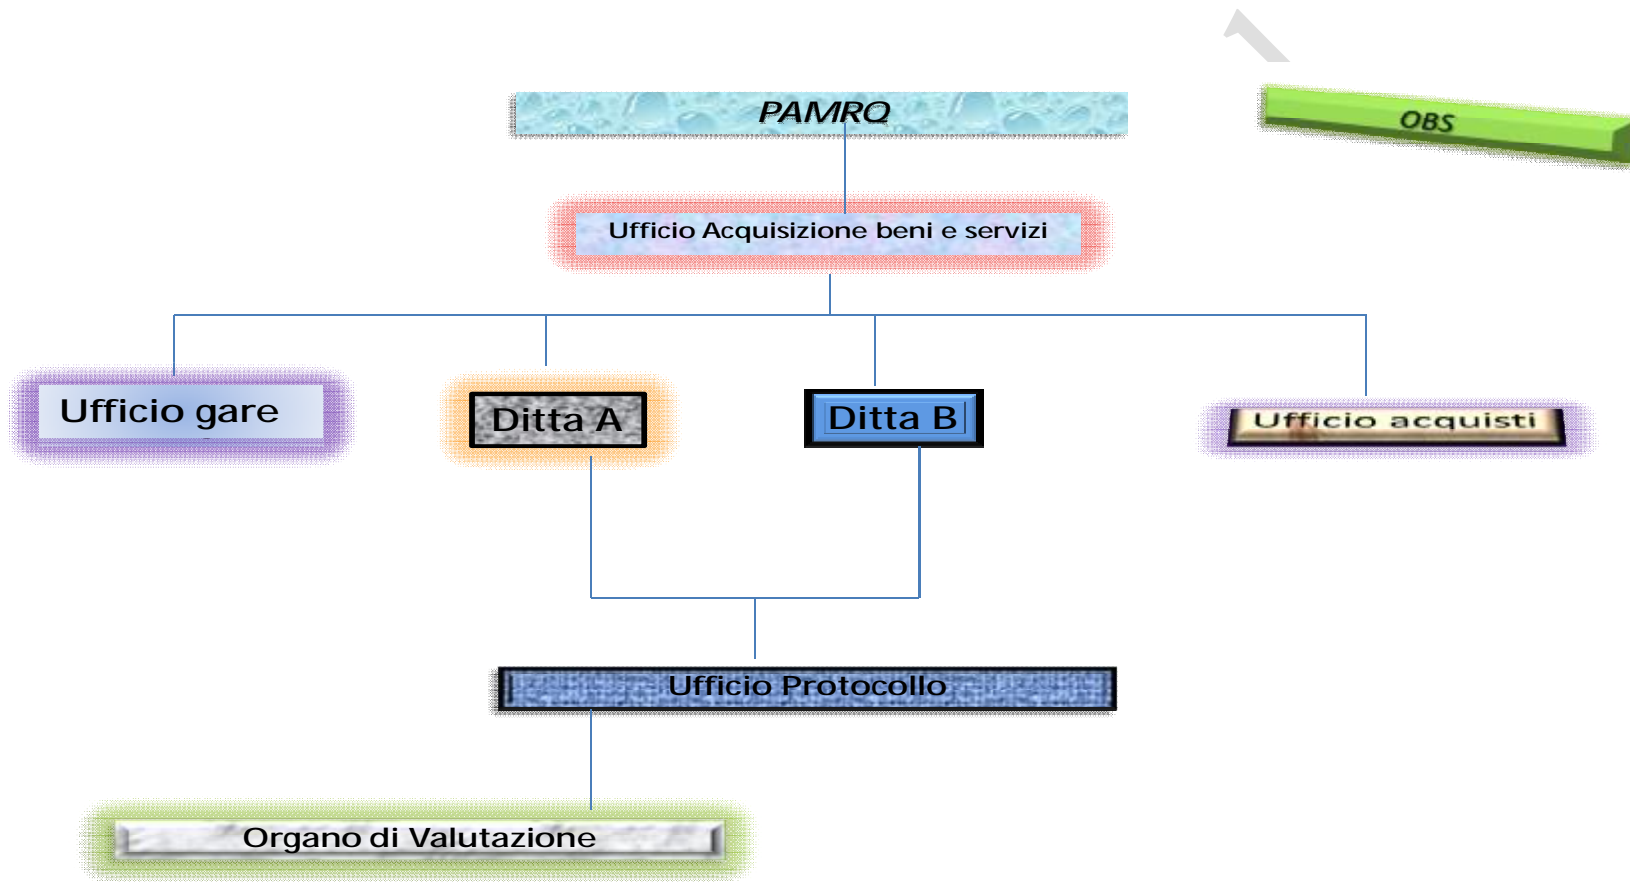 PAMRQ
OBS
Ufficio Acquisizione beni e servizi
Ufficio gare
Ditta A
Ditta B
Ufficio acquisti
Ufficio Protocollo
Organo di Valutazione